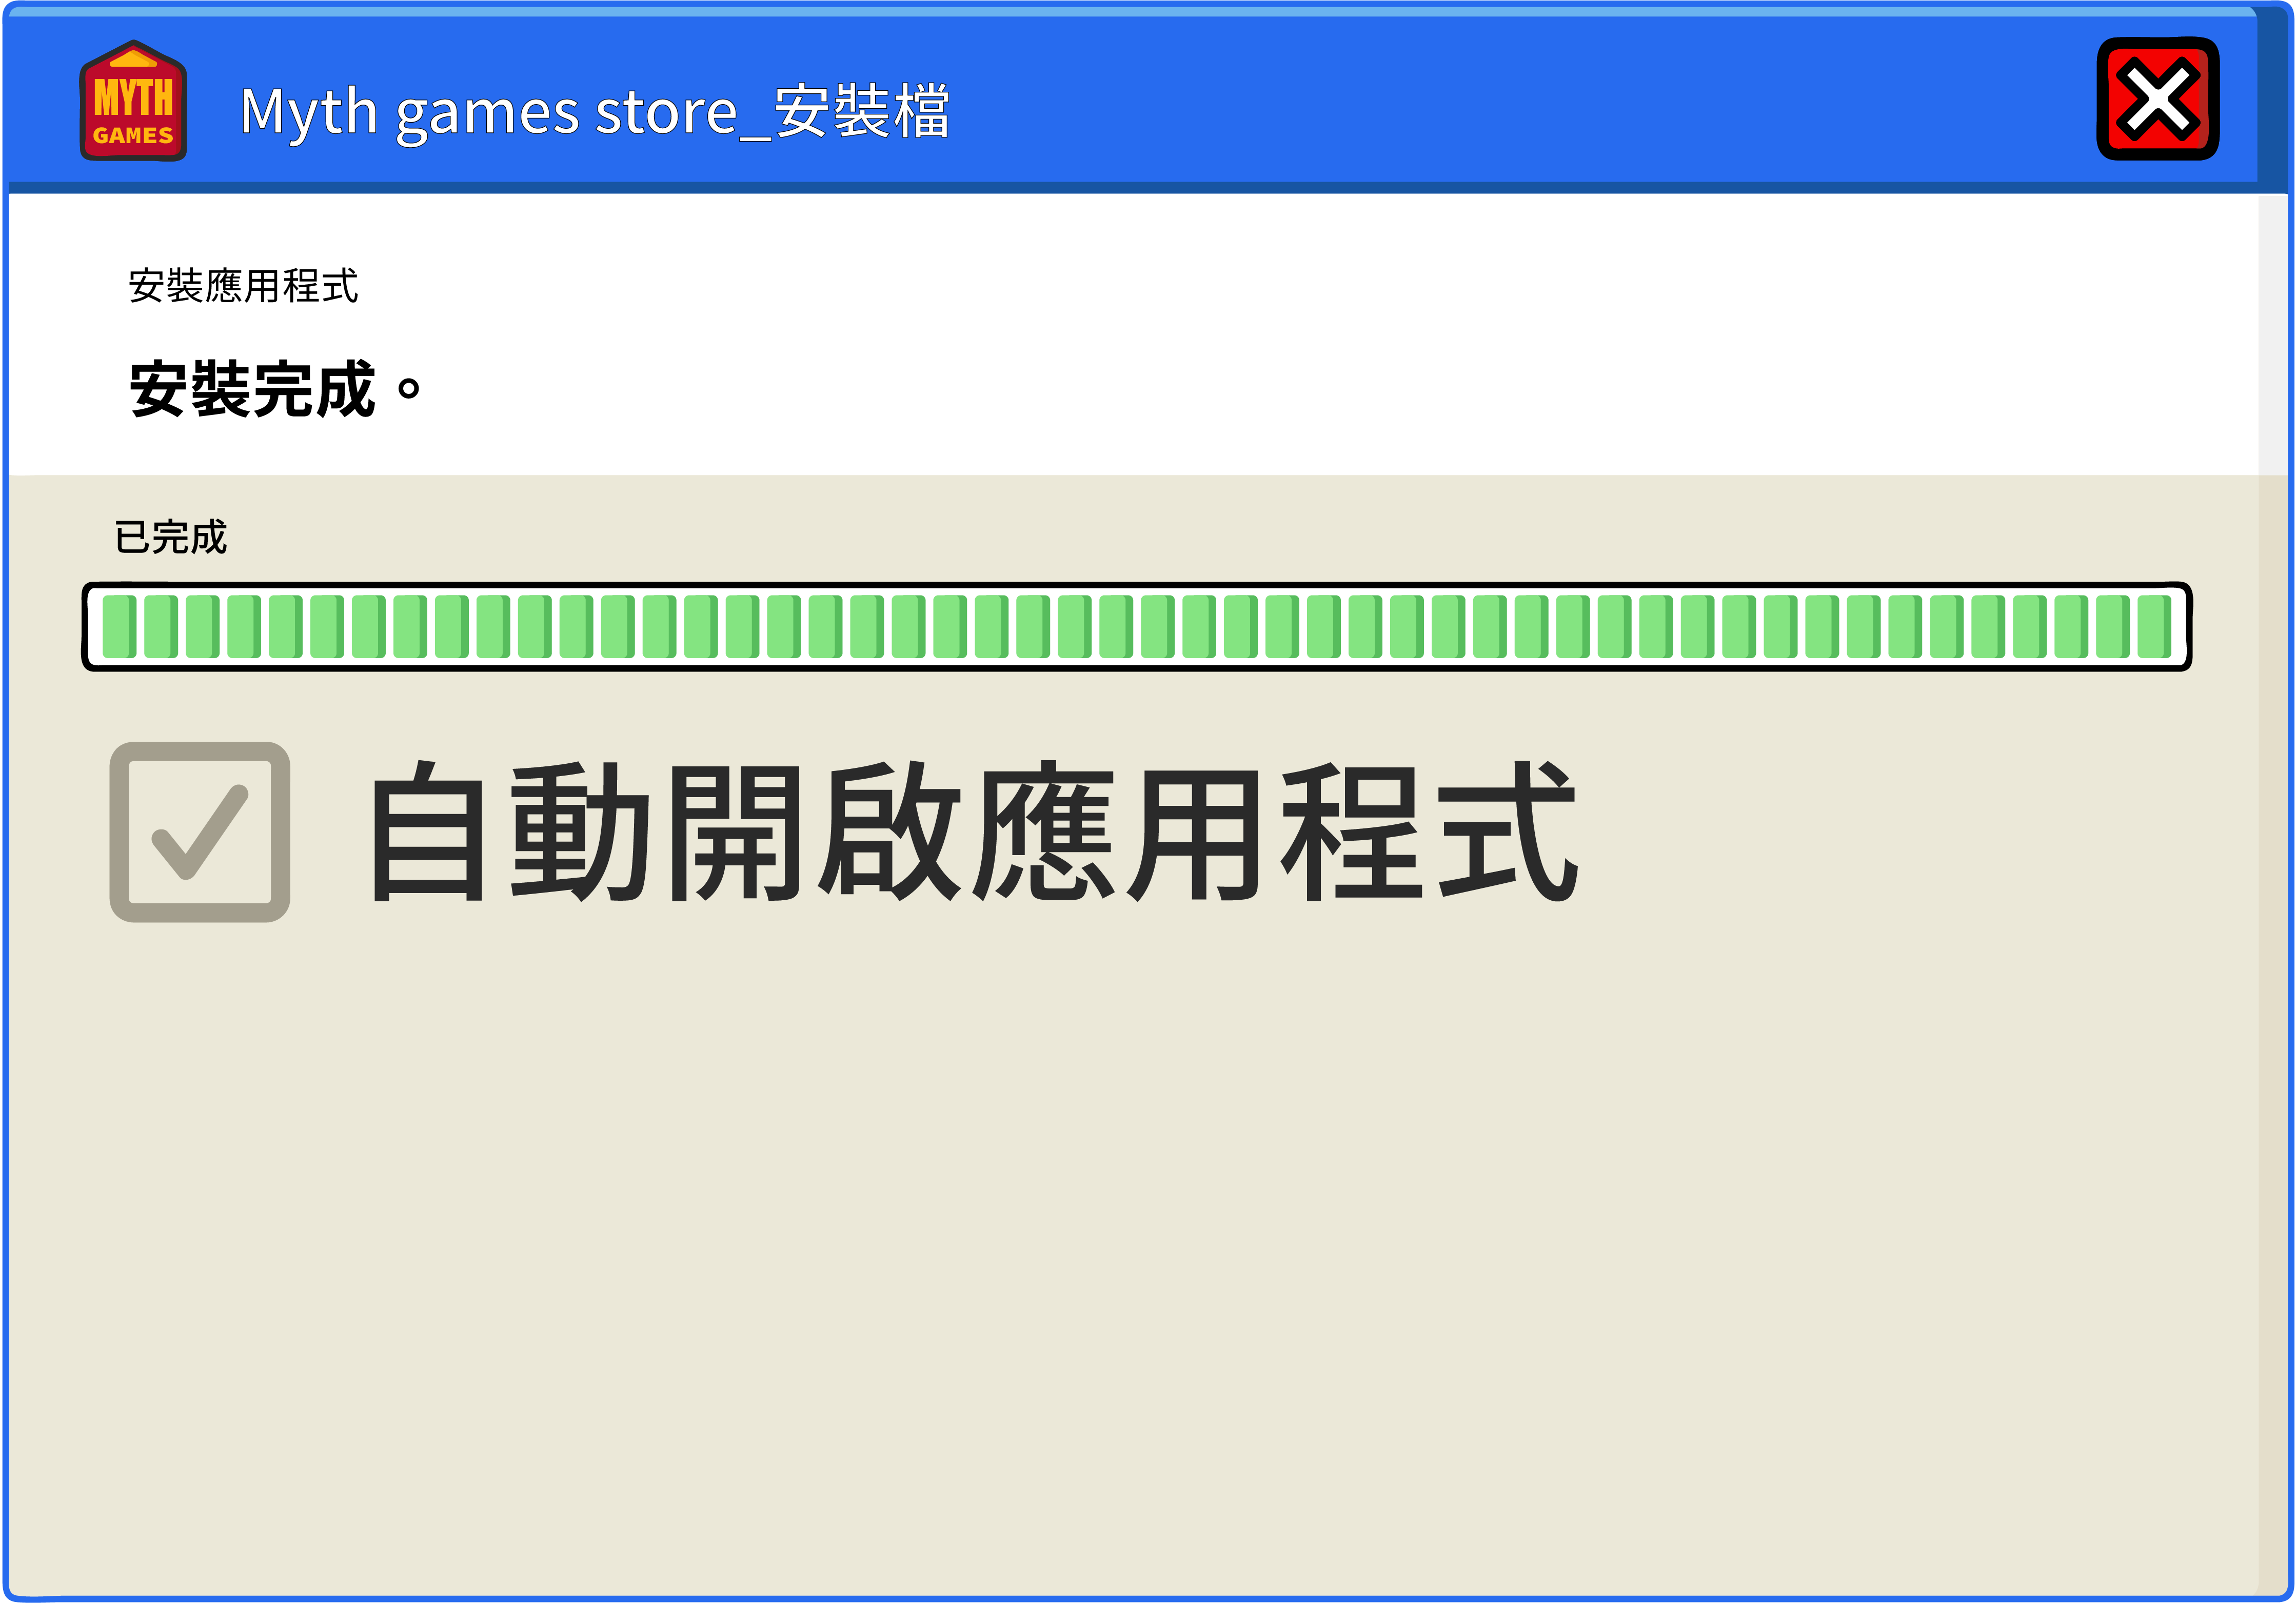 MYTH
GAMES
Myth games store_安裝檔
安裝應用程式
安裝完成。
已完成
自動開啟應用程式